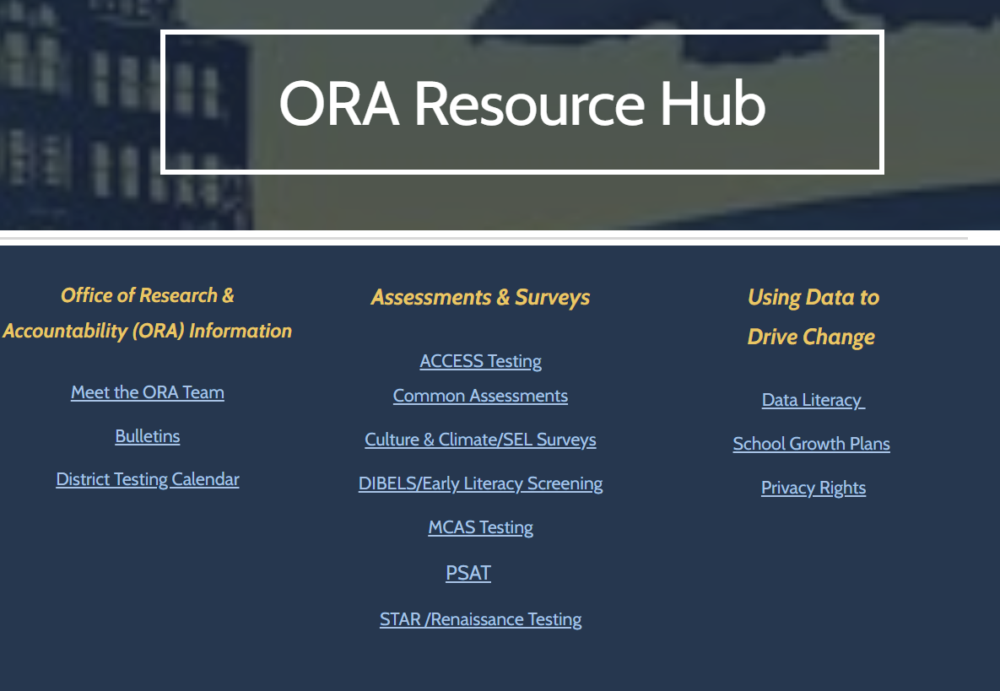 ORA Resource Hub
Office of Research &
Accountability (ORA) Information
Meet the ORA Team
Bulletins
District Testing Calendar
Assessments & Surveys
ACCESS Testing
Common Assessments
Culture & Climate/SEL Surveys
DIBELS/Early Literacy Screening
MCAS Testing
PSAT
STAR /Renaissance Testing
Using Data to
Drive Change
Data Literacy
School Growth Plans
Privacy Rights